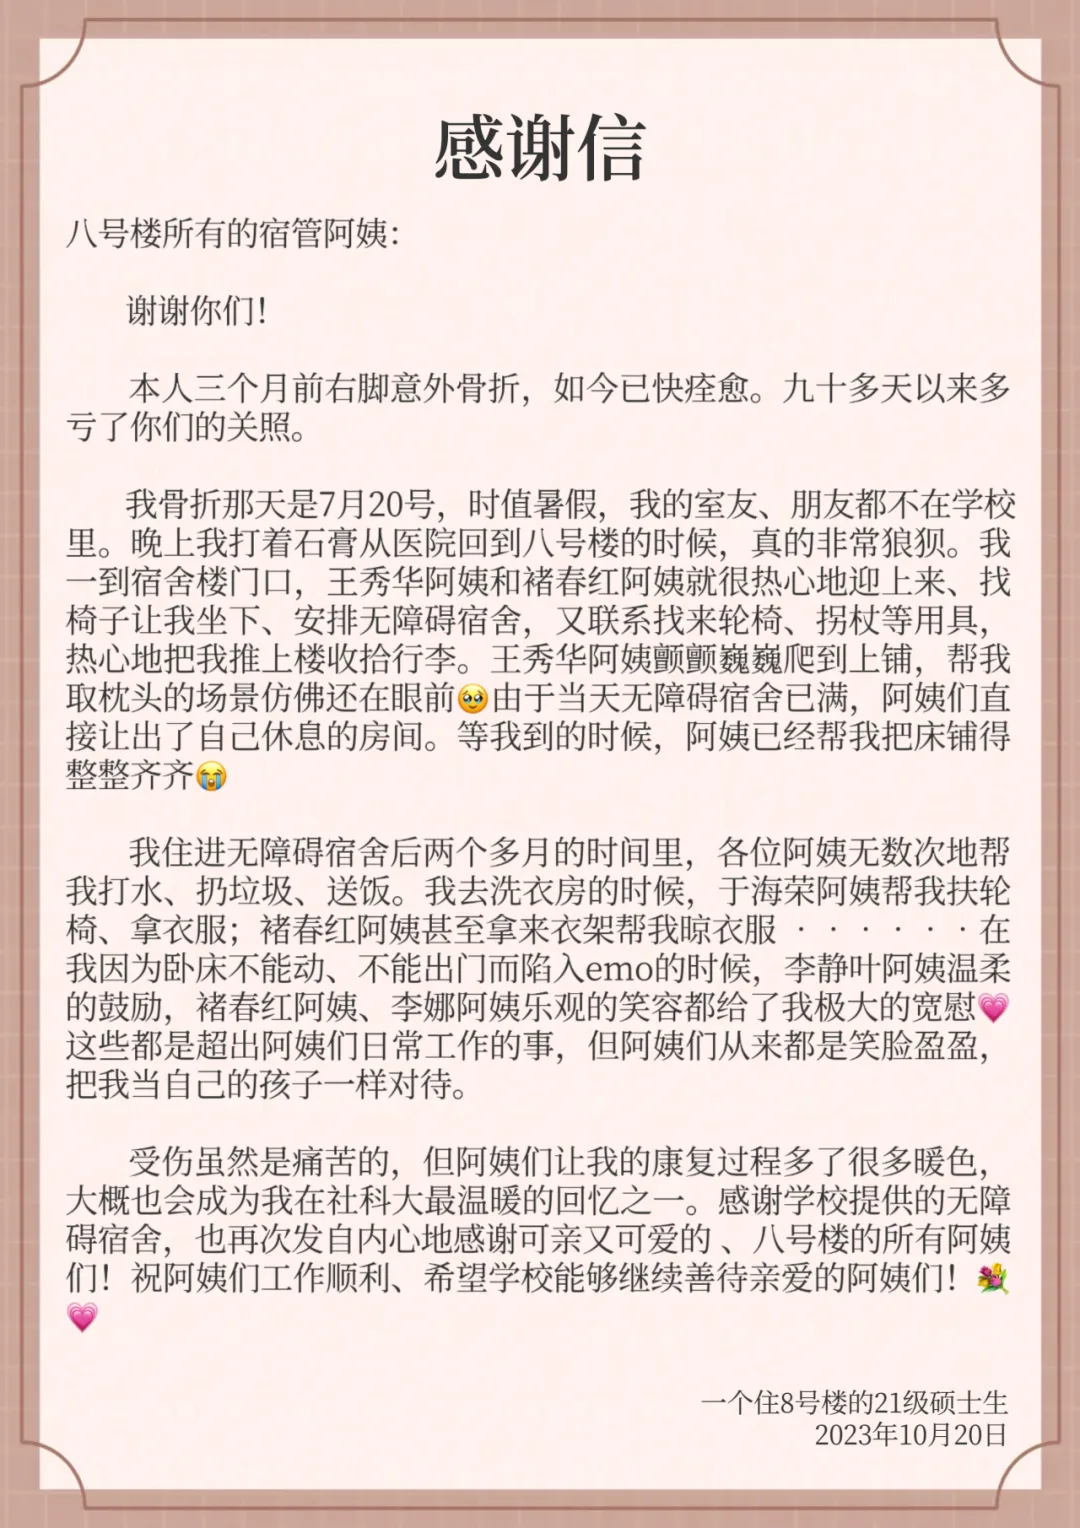 感谢信
八号楼所有的宿管阿姨：
谢谢你们！
本人三个月前右脚意外骨折，如今已快痊愈。九十多天以来多
亏了你们的关照。
我骨折那天是7月20号，时值暑假，我的室友、朋友都不在学校
里。晚上我打着石膏从医院回到八号楼的时候，真的非常狼狈。我
一到宿舍楼门口，王秀华阿姨和褚春红阿姨就很热心地迎上来、找
椅子让我坐下、安排无障碍宿舍，又联系找来轮椅、拐杖等用具，
热心地把我推上楼收拾行李。王秀华阿姨颤颤巍巍爬到上铺，帮我
取枕头的场景仿佛还在眼前🥹由于当天无障碍宿舍已满，阿姨们直
接让出了自己休息的房间。等我到的时候，阿姨已经帮我把床铺得
整整齐齐😭
我住进无障碍宿舍后两个多月的时间里，各位阿姨无数次地帮
我打水、扔垃圾、送饭。我去洗衣房的时候，于海荣阿姨帮我扶轮
椅、拿衣服；褚春红阿姨甚至拿来衣架帮我晾衣服 · · · · · · 在
我因为卧床不能动、不能出门而陷入emo的时候，李静叶阿姨温柔
的鼓励，褚春红阿姨、李娜阿姨乐观的笑容都给了我极大的宽慰💗
这些都是超出阿姨们日常工作的事，但阿姨们从来都是笑脸盈盈，
把我当自己的孩子一样对待。
受伤虽然是痛苦的，但阿姨们让我的康复过程多了很多暖色，
大概也会成为我在社科大最温暖的回忆之一。感谢学校提供的无障
碍宿舍，也再次发自内心地感谢可亲又可爱的 、八号楼的所有阿姨
们！祝阿姨们工作顺利、希望学校能够继续善待亲爱的阿姨们！💐
💗
一个住8号楼的21级硕士生
2023年10月20日